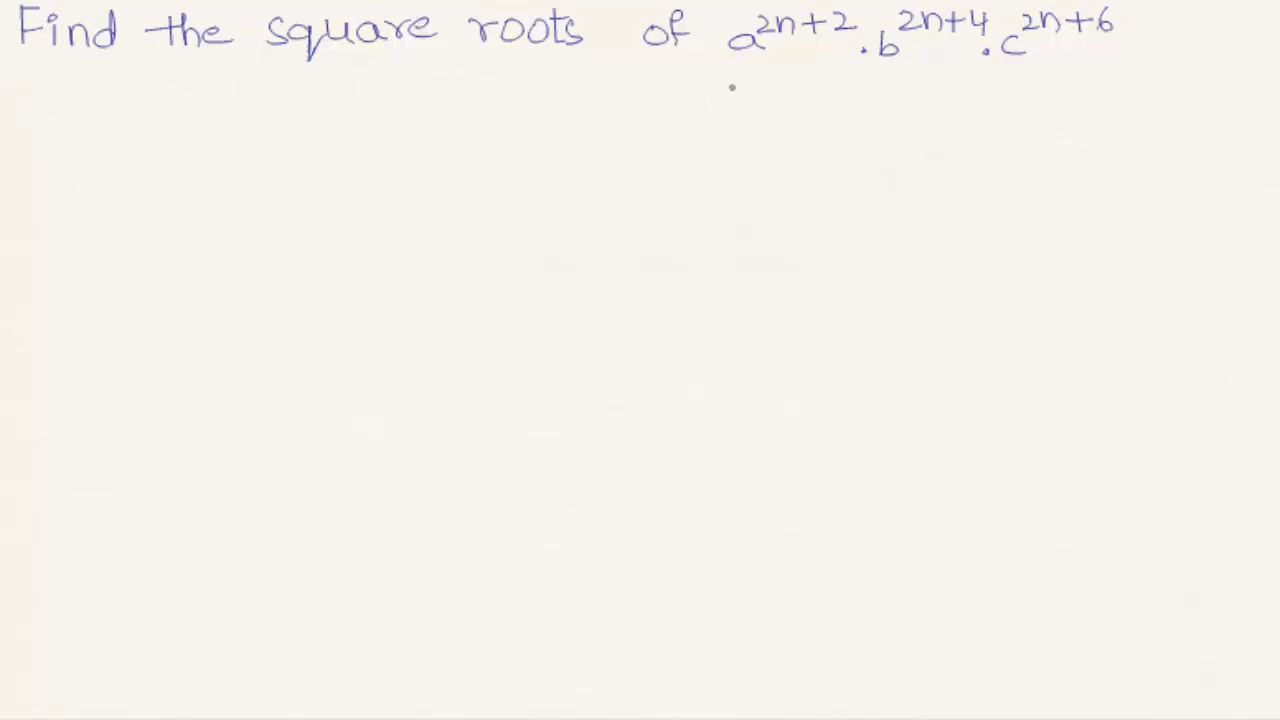 Find the square roots of a^{2n+2} . b^{2n+4} . c^{2n+6}